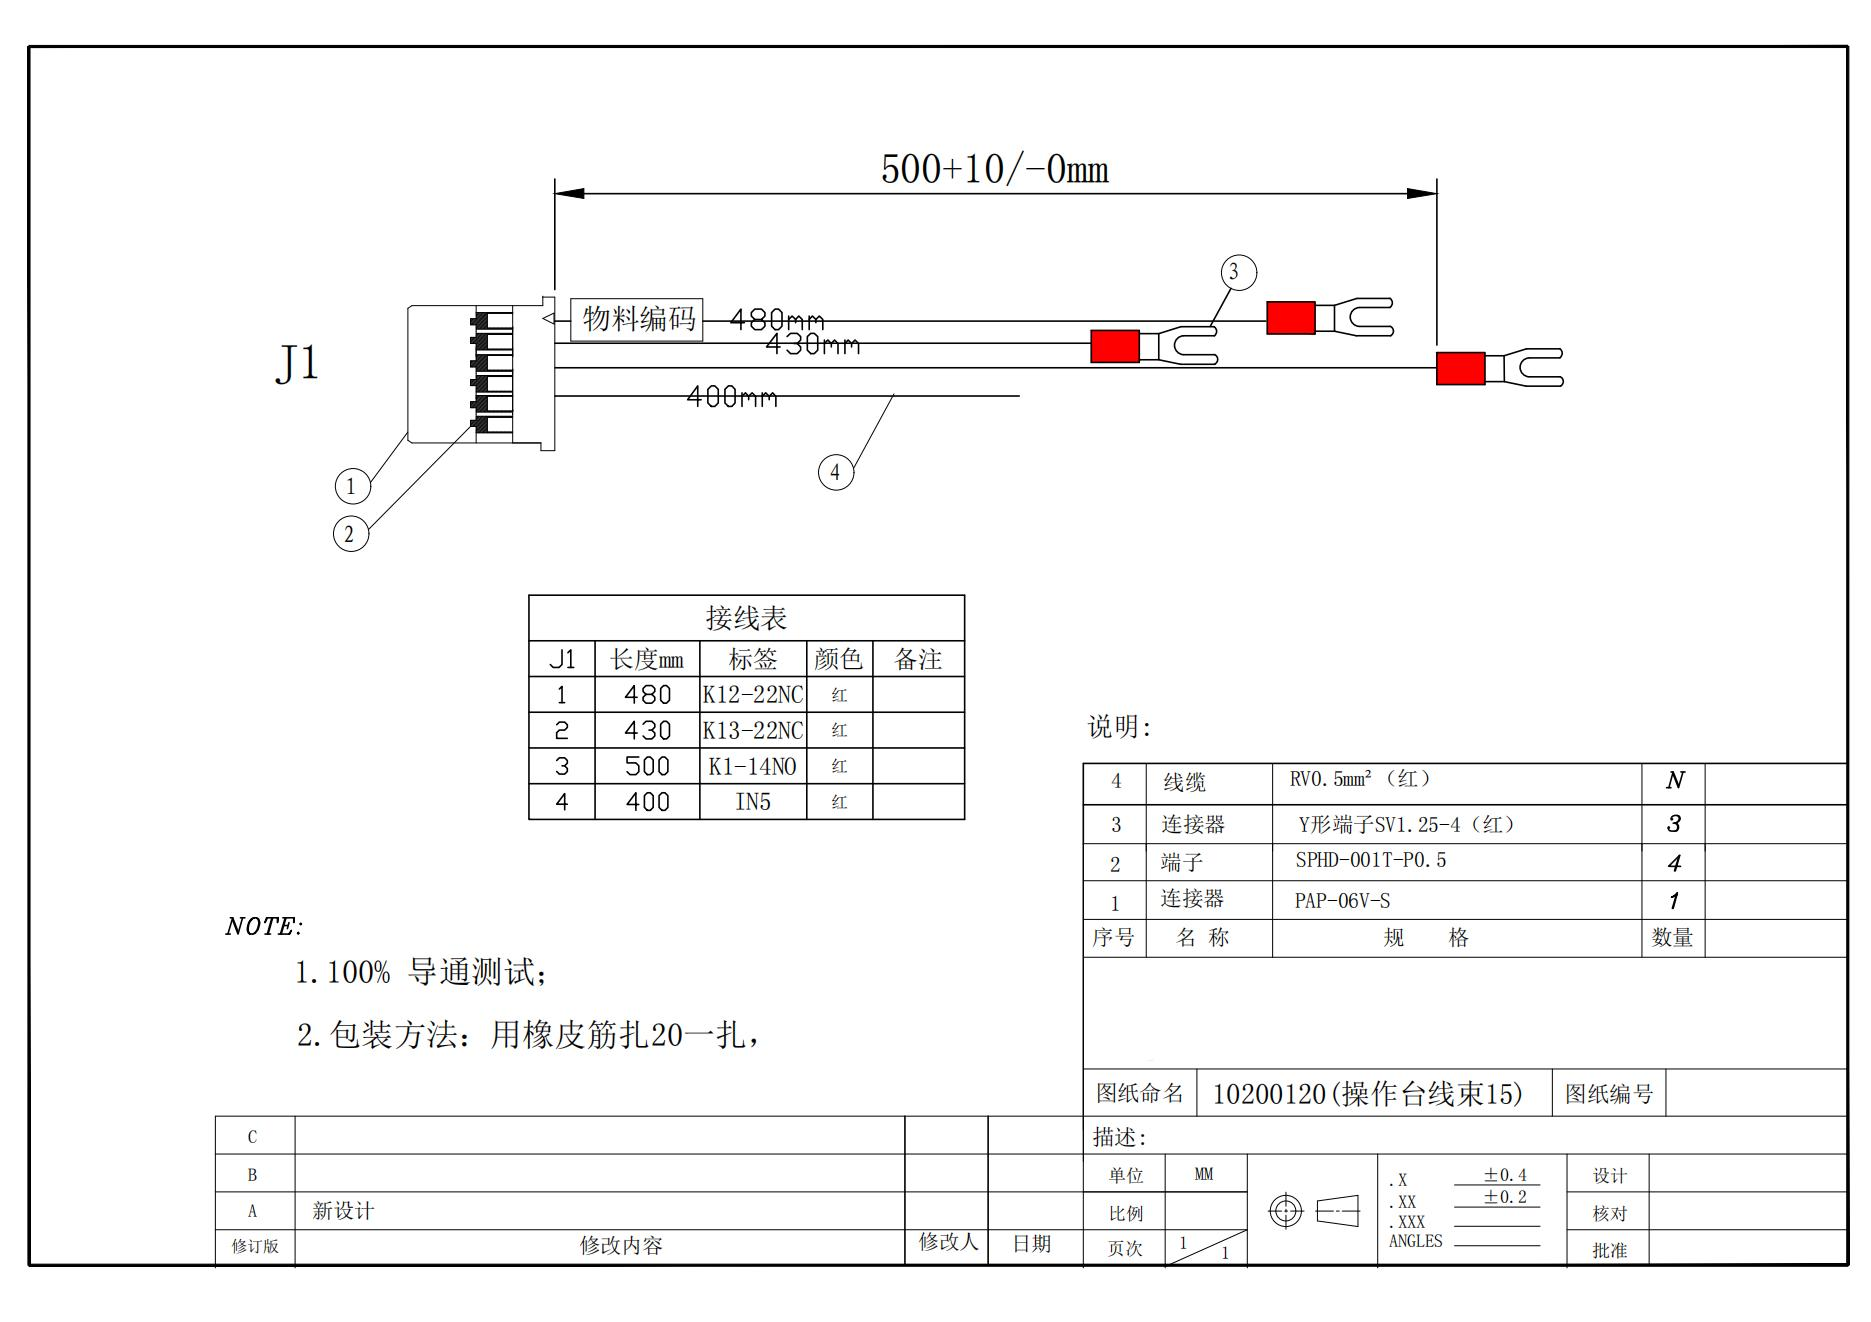 500+10/-0mm
3
物料编码
480mm
430mm
J1
400mm
4
1
2
接线表
J1 长度mm 标签 颜色 备注
1 480 K12-22NC 红
2 430 K13-22NC 红
3 500 K1-14NO 红
4 400 IN5 红
说明:
4 线缆 RV0.5mm²（红） N
3 连接器 Y形端子SV1.25-4（红） 3
2 端子 SPHD-001T-P0.5 4
1 连接器 PAP-06V-S 1
序号 名 称 规 格 数量
NOTE:
1.100% 导通测试;
2.包装方法: 用橡皮筋扎20一扎,
图纸命名 10200120(操作台线束15) 图纸编号
描述:
C
B
A 新设计
修订版 修改内容 修改人 日期
单位 MM
比例
页次 1/1
.X ±0.4
.XX ±0.2
.XXX
ANGLES
设计
核对
批准